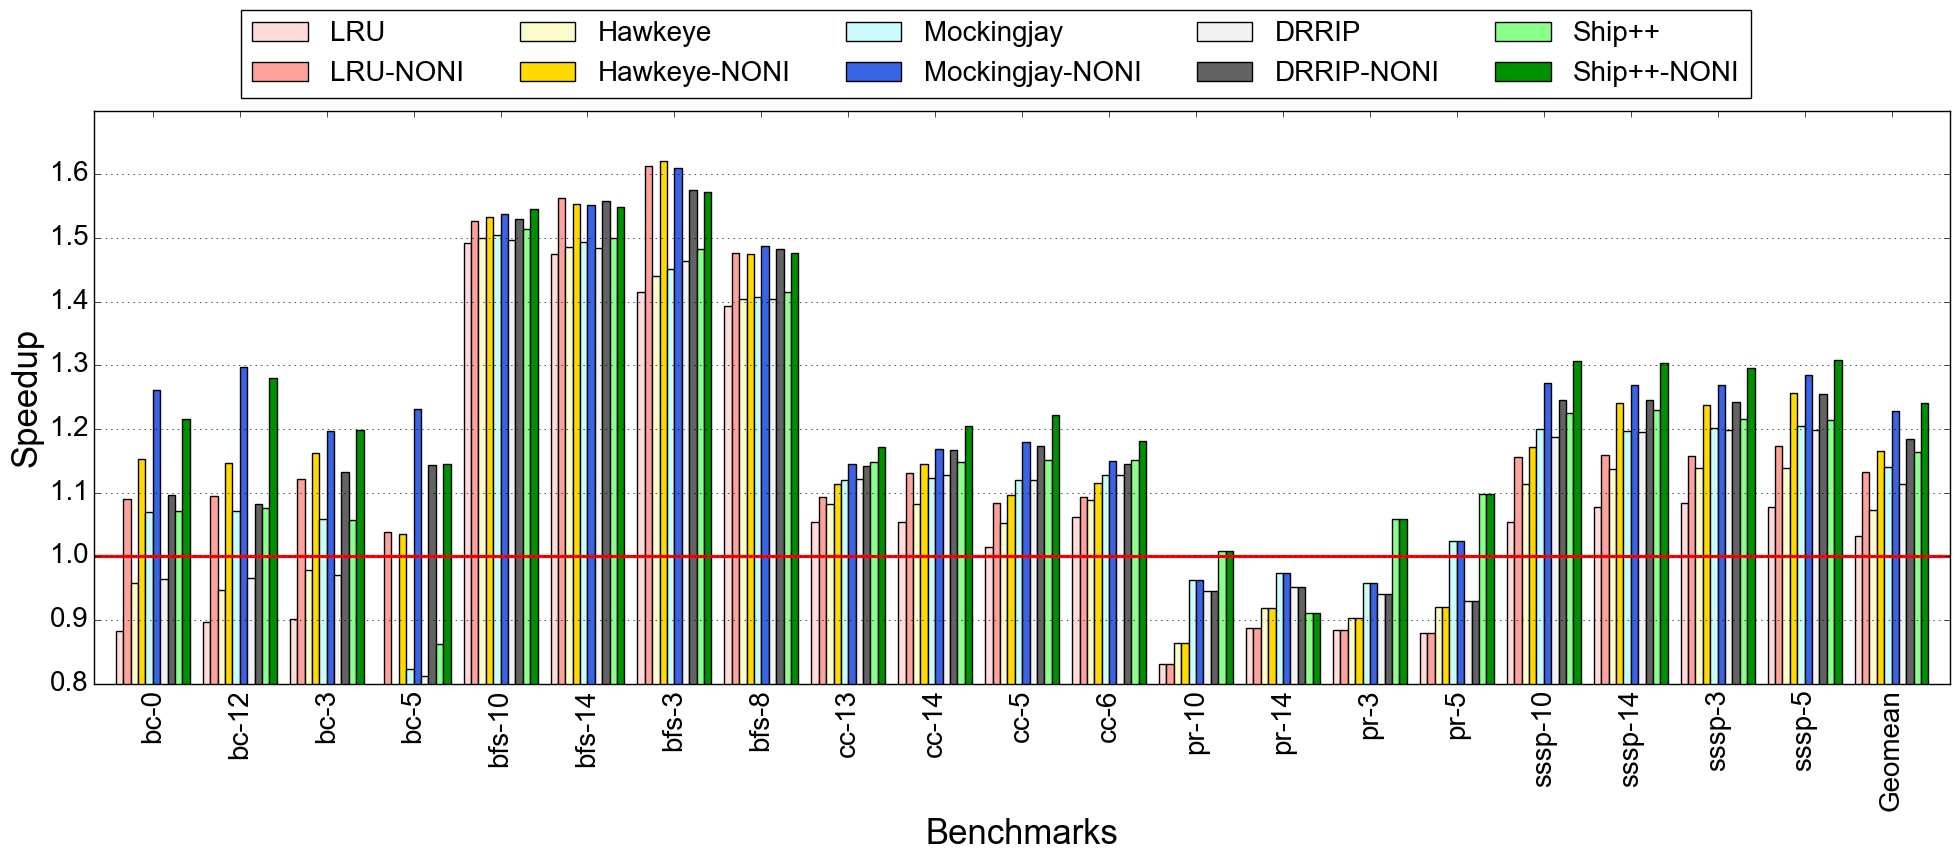 LRU Hawkeye Mockingjay DRRIP Ship++
LRU-NONI Hawkeye-NONI Mockingjay-NONI DRRIP-NONI Ship++-NONI
1.6
1.5
1.4
1.3
1.2
1.1
1.0
0.9
0.8
Speedup
bc-0 bc-12 bc-3 bc-5 bfs-10 bfs-14 bfs-3 bfs-8 cc-13 cc-14 cc-5 cc-6 pr-10 pr-14 pr-3 pr-5 sssp-10 sssp-14 sssp-3 sssp-5 Geomean
Benchmarks